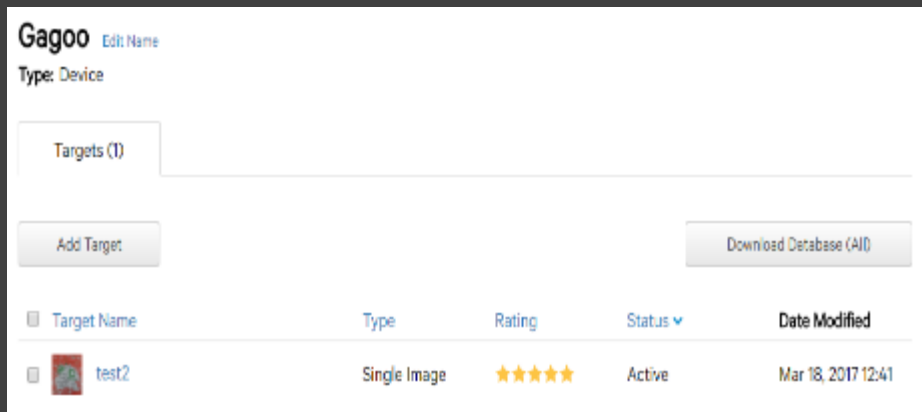 Gagoo Edit Name
Type: Device
Targets (1)
Add Target Download Database (All)
Target Name Type Rating Status Date Modified
test2 Single Image Active Mar 18, 2017 12:41